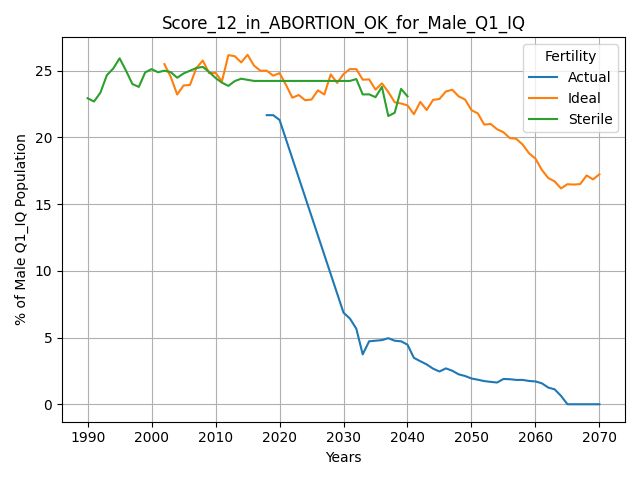 Score_12_in_ABORTION_OK_for_Male_Q1_IQ
Fertility
Actual
Ideal
Sterile
% of Male Q1_IQ Population
25
20
15
10
5
0
1990 2000 2010 2020 2030 2040 2050 2060 2070
Years